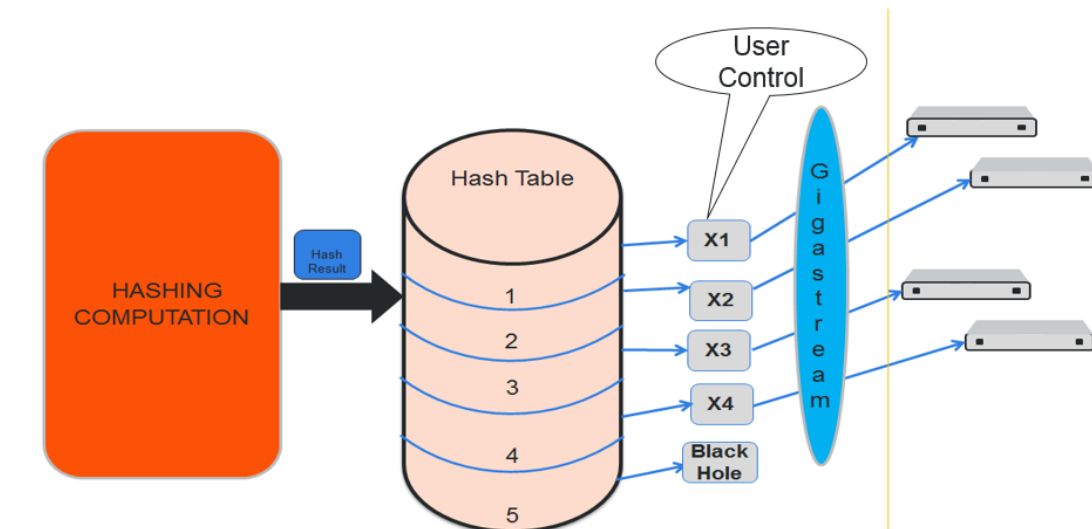 User
Control
Hash Table
Hash
Result
HASHING
COMPUTATION
1
2
3
4
5
X1
X2
X3
X4
Black
Hole
Gigastream